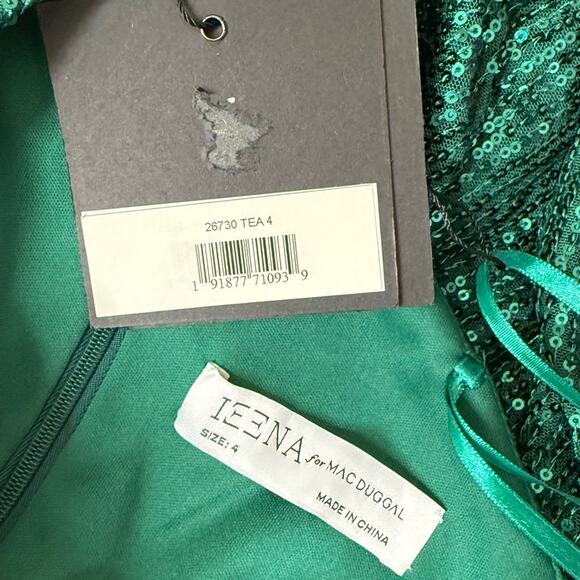 26730 TEA 4
1 91877 71093 9
IEENA for MAC DUGGAL
SIZE: 4
MADE IN CHINA